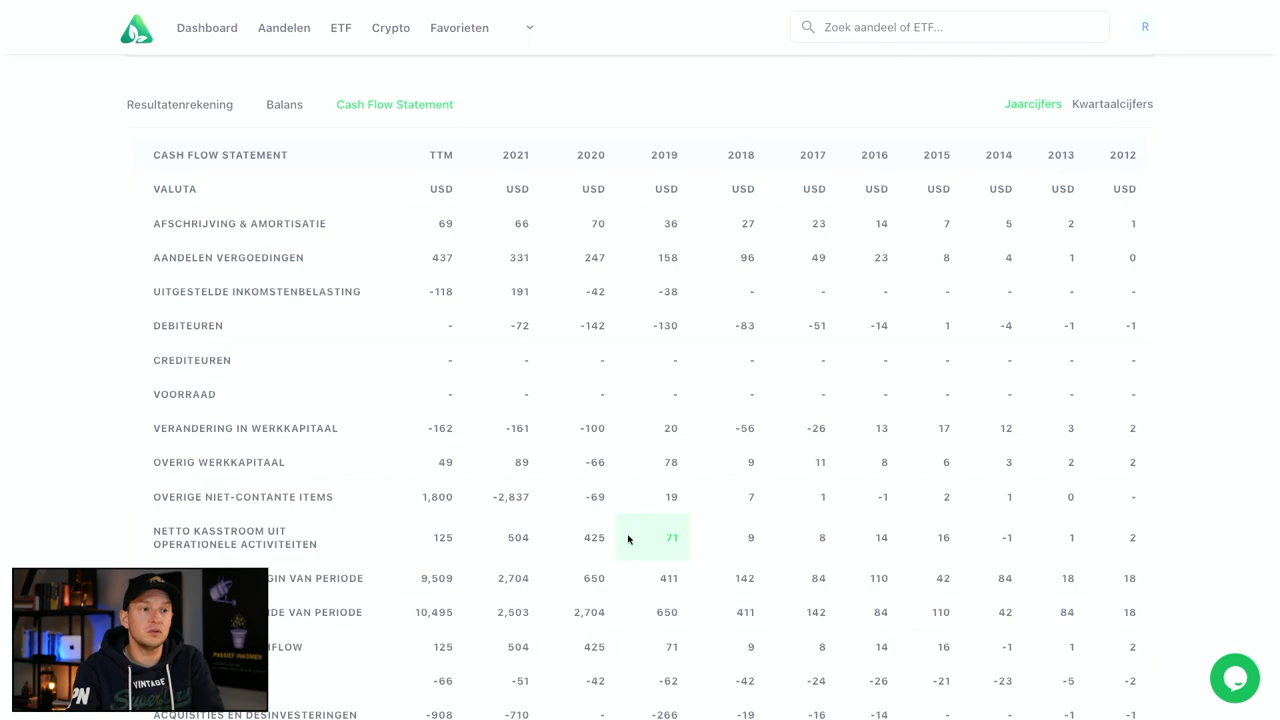 Dashboard Aandelen ETF Crypto Favorieten Zoek aandeel of ETF... R
Resultatenrekening Balans Cash Flow Statement Jaarcijfers Kwartaalcijfers
CASH FLOW STATEMENT TTM 2021 2020 2019 2018 2017 2016 2015 2014 2013 2012
VALUTA USD USD USD USD USD USD USD USD USD USD USD
AFSCHRIJVING & AMORTISATIE 69 66 70 36 27 23 14 7 5 2 1
AANDELEN VERGOEDINGEN 437 331 247 158 96 49 23 8 4 1 0
UITGESTELDE INKOMSTENBELASTING -118 191 -42 -38 - - - - - - -
DEBITEUREN - -72 -142 -130 -83 -51 -14 1 -4 -1 -1
CREDITEUREN - - - - - - - - - - -
VOORRAAD - - - - - - - - - - -
VERANDERING IN WERKKAPITAAL -162 -161 -100 20 -56 -26 13 17 12 3 2
OVERIG WERKKAPITAAL 49 89 -66 78 9 11 8 6 3 2 2
OVERIGE NIET-CONTANTE ITEMS 1,800 -2,837 -69 19 7 1 -1 2 1 0 -
NETTO KASSTROOM UIT
OPERATIONELE ACTIVITEITEN 125 504 425 71 9 8 14 16 -1 1 2
GIN VAN PERIODE 9,509 2,704 650 411 142 84 110 42 84 18 18
NDE VAN PERIODE 10,495 2,503 2,704 650 411 142 84 110 42 84 18
HFLOW 125 504 425 71 9 8 14 16 -1 1 2
-66 -51 -42 -62 -42 -24 -26 -21 -23 -5 -2
ACQUISITIES EN DESINVESTERINGEN -908 -710 - -266 -19 -16 -14 - - -1 -1
PASSIEF INKOMEN
VINTAGE
PN